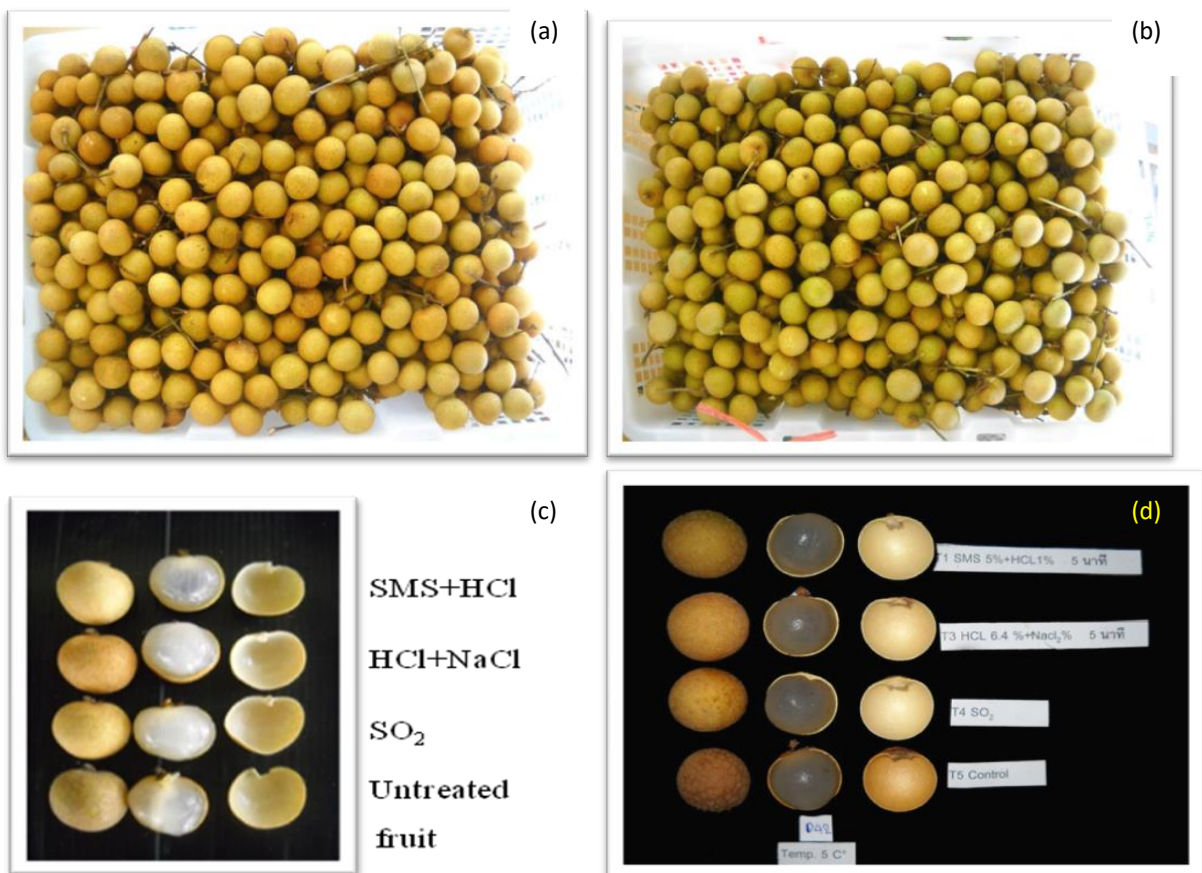 (a)
(b)
(c)
SMS+HCl
HCl+NaCl
SO₂
Untreated
fruit
(d)
T1 SMS 5%+HCL1% 5 นาที
T3 HCL 6.4 %+Nacl₂% 5 นาที
T4 SO₂
T5 Control
D42
Temp. 5 C°